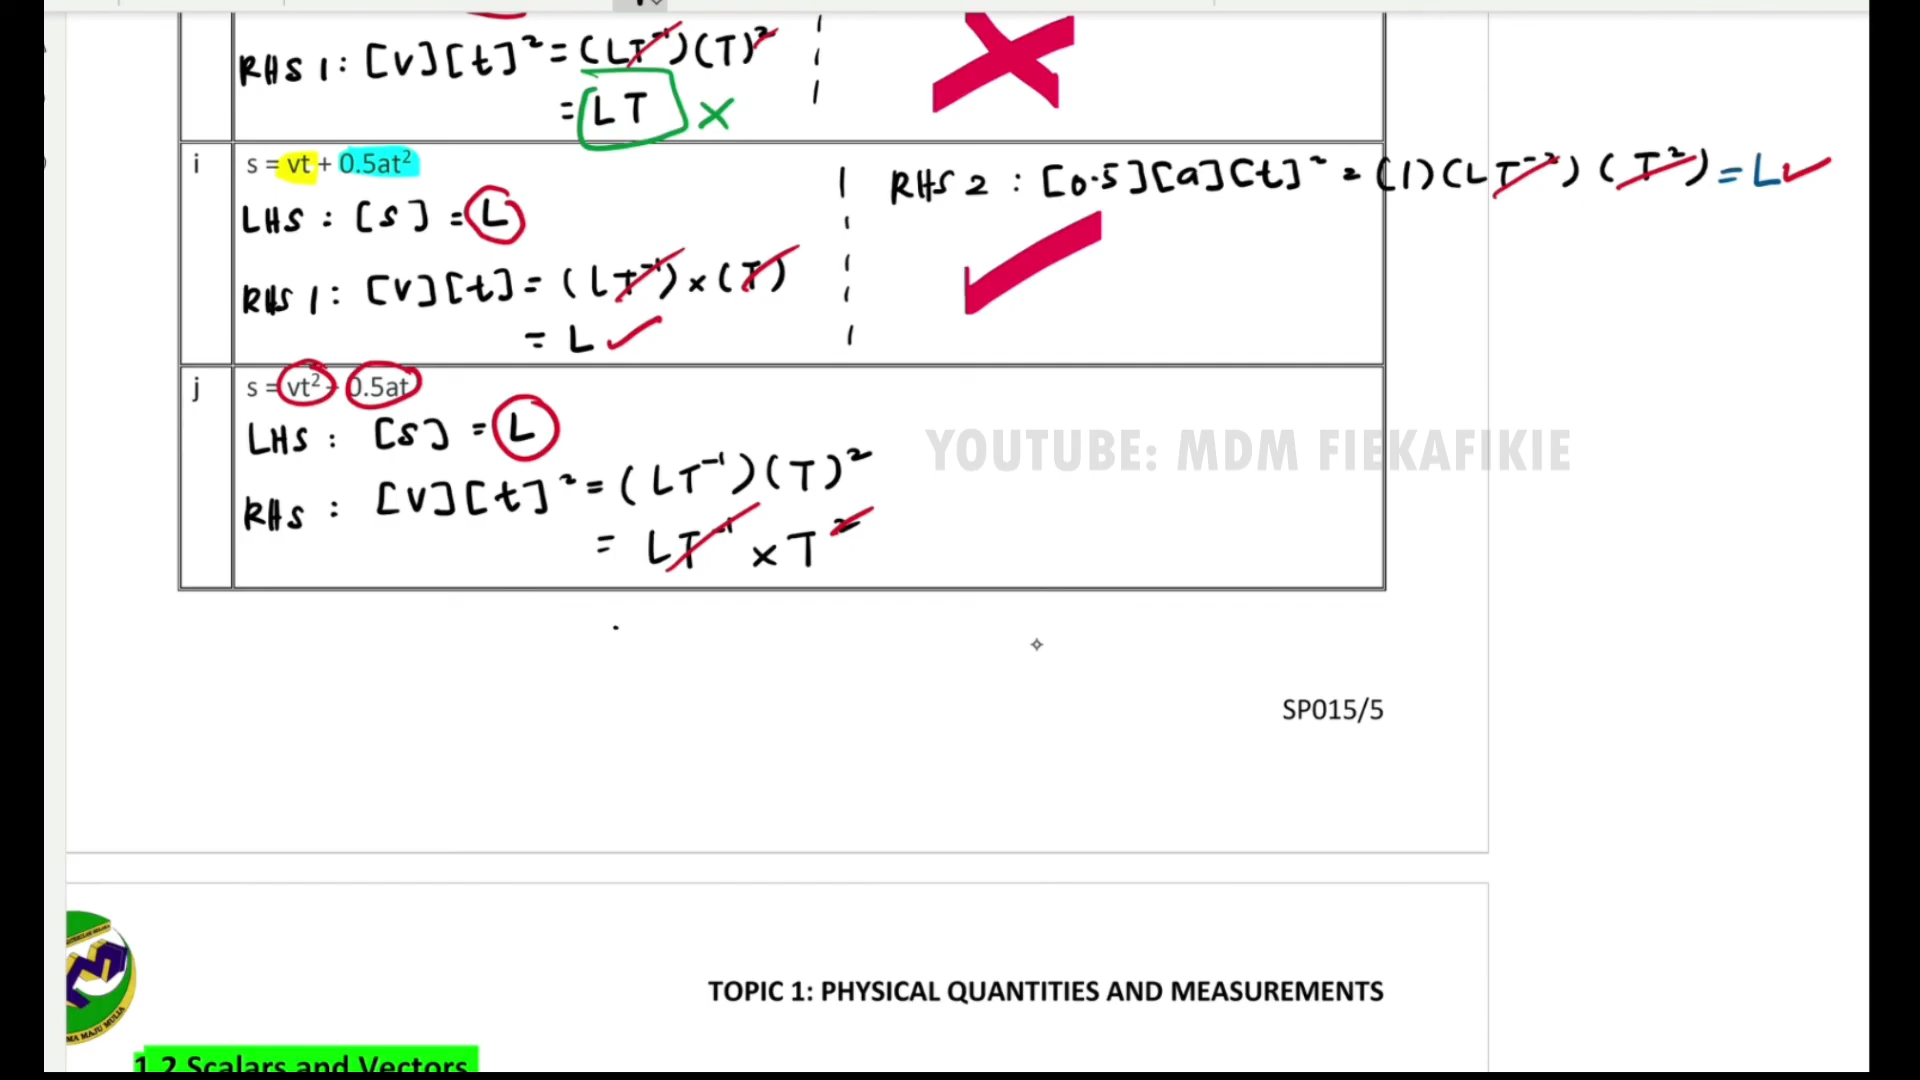 RHS 1: [v][t]² = (LT⁻¹)(T)²
= LT ×
i s = vt + 0.5at²
LHS : [s] = L
RHS 1: [v][t] = (LT⁻¹) × (T)
= L ✓
RHS 2 : [0.5][a][t]² = (1)(LT⁻²)(T²) = L ✓
j s = vt² - 0.5at
LHS : [s] = L
RHS : [v][t]² = (LT⁻¹)(T)²
= LT⁻¹ × T²
YOUTUBE: MDM FIEKAFIKIE
SP015/5
TOPIC 1: PHYSICAL QUANTITIES AND MEASUREMENTS
1.2 Scalars and Vectors